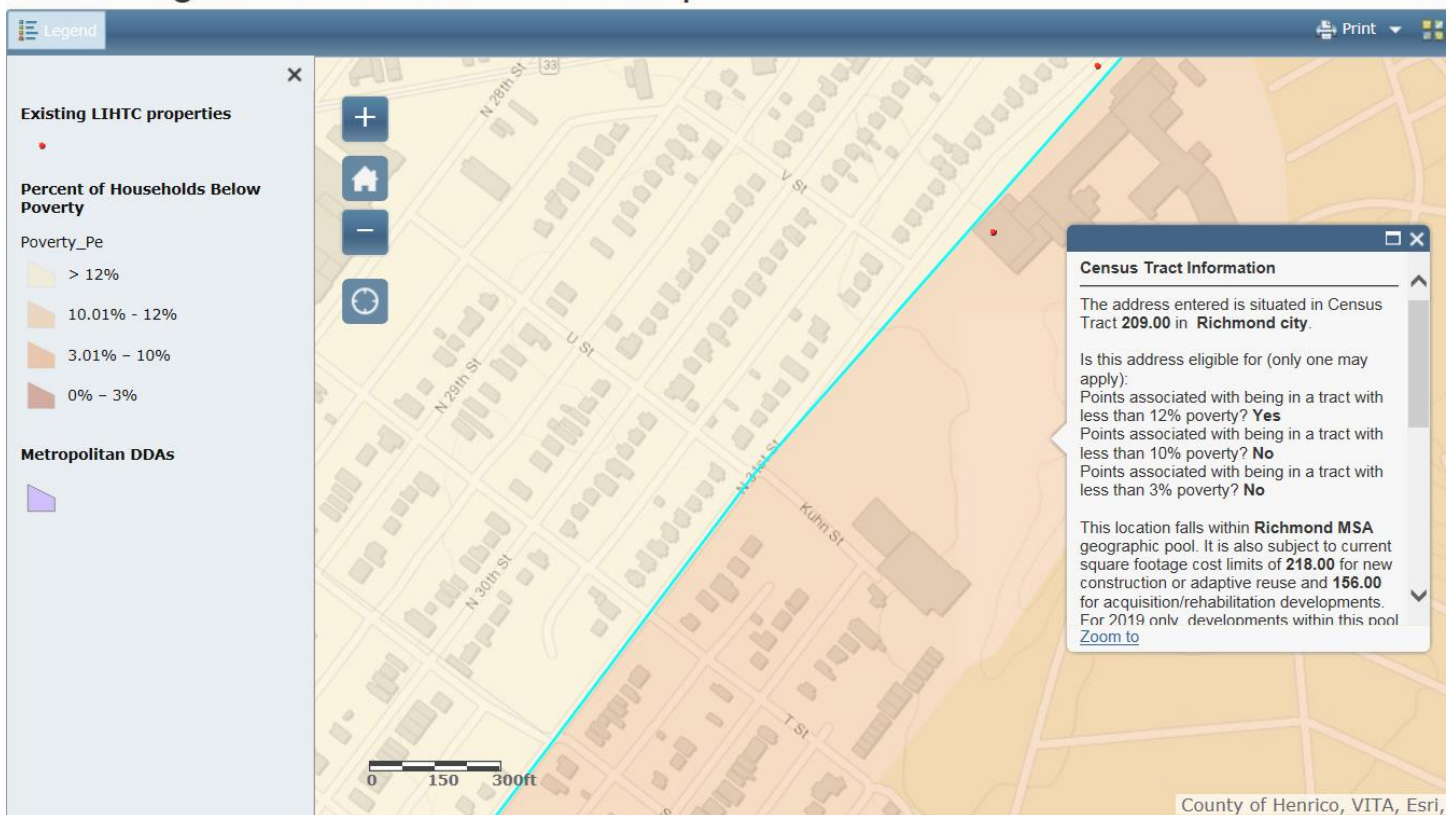 Legend
Print
Existing LIHTC properties
Percent of Households Below
Poverty
Poverty_Pe
> 12%
10.01% - 12%
3.01% – 10%
0% – 3%
Metropolitan DDAs
33
N 28th St
V St
U St
N 29th St
N 31st St
Kuhn St
N 30th St
T St
0 150 300ft
Census Tract Information
The address entered is situated in Census
Tract 209.00 in Richmond city.
Is this address eligible for (only one may
apply):
Points associated with being in a tract with
less than 12% poverty? Yes
Points associated with being in a tract with
less than 10% poverty? No
Points associated with being in a tract with
less than 3% poverty? No
This location falls within Richmond MSA
geographic pool. It is also subject to current
square footage cost limits of 218.00 for new
construction or adaptive reuse and 156.00
for acquisition/rehabilitation developments.
For 2019 only, developments within this pool
Zoom to
County of Henrico, VITA, Esri,